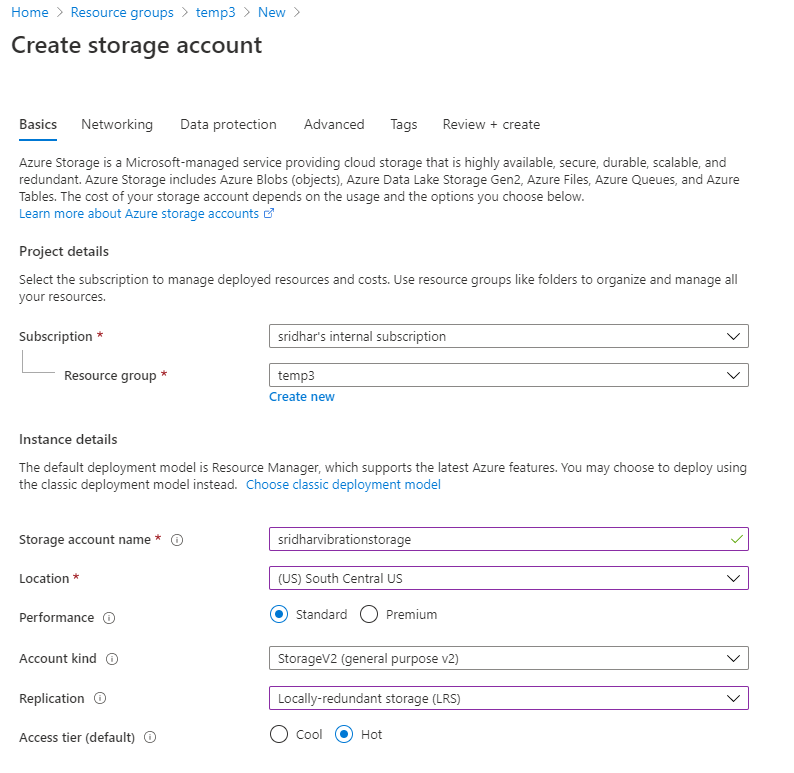 Home > Resource groups > temp3 > New >
Create storage account
Basics Networking Data protection Advanced Tags Review + create
Azure Storage is a Microsoft-managed service providing cloud storage that is highly available, secure, durable, scalable, and
redundant. Azure Storage includes Azure Blobs (objects), Azure Data Lake Storage Gen2, Azure Files, Azure Queues, and Azure
Tables. The cost of your storage account depends on the usage and the options you choose below.
Learn more about Azure storage accounts
Project details
Select the subscription to manage deployed resources and costs. Use resource groups like folders to organize and manage all
your resources.
Subscription * sridhar's internal subscription
Resource group * temp3
Create new
Instance details
The default deployment model is Resource Manager, which supports the latest Azure features. You may choose to deploy using
the classic deployment model instead. Choose classic deployment model
Storage account name * sridharvibrationstorage
Location * (US) South Central US
Performance Standard Premium
Account kind StorageV2 (general purpose v2)
Replication Locally-redundant storage (LRS)
Access tier (default) Cool Hot